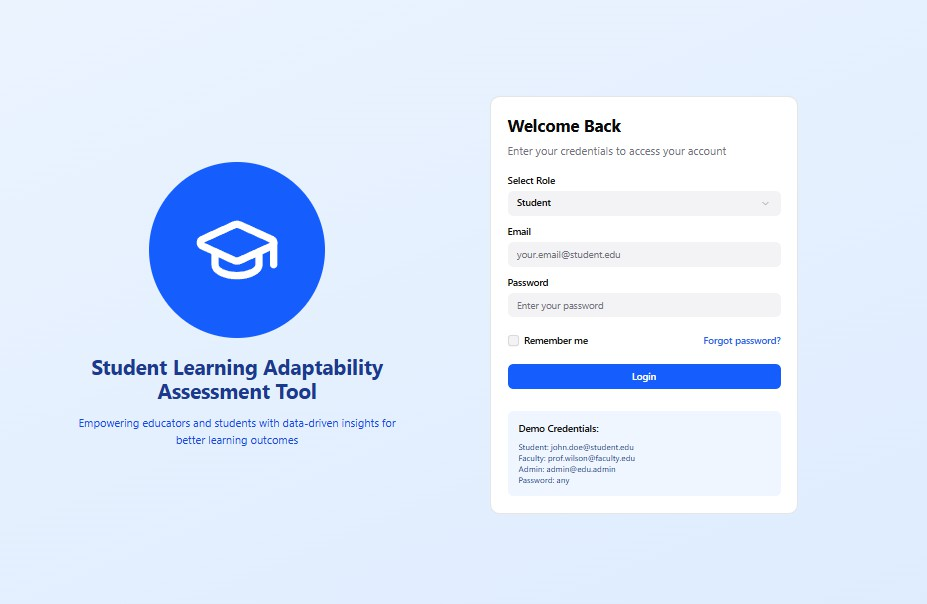 Student Learning Adaptability
Assessment Tool
Empowering educators and students with data-driven insights for
better learning outcomes
Welcome Back
Enter your credentials to access your account
Select Role
Student
Email
your.email@student.edu
Password
Enter your password
Remember me
Forgot password?
Login
Demo Credentials:
Student: john.doe@student.edu
Faculty: prof.wilson@faculty.edu
Admin: admin@edu.admin
Password: any